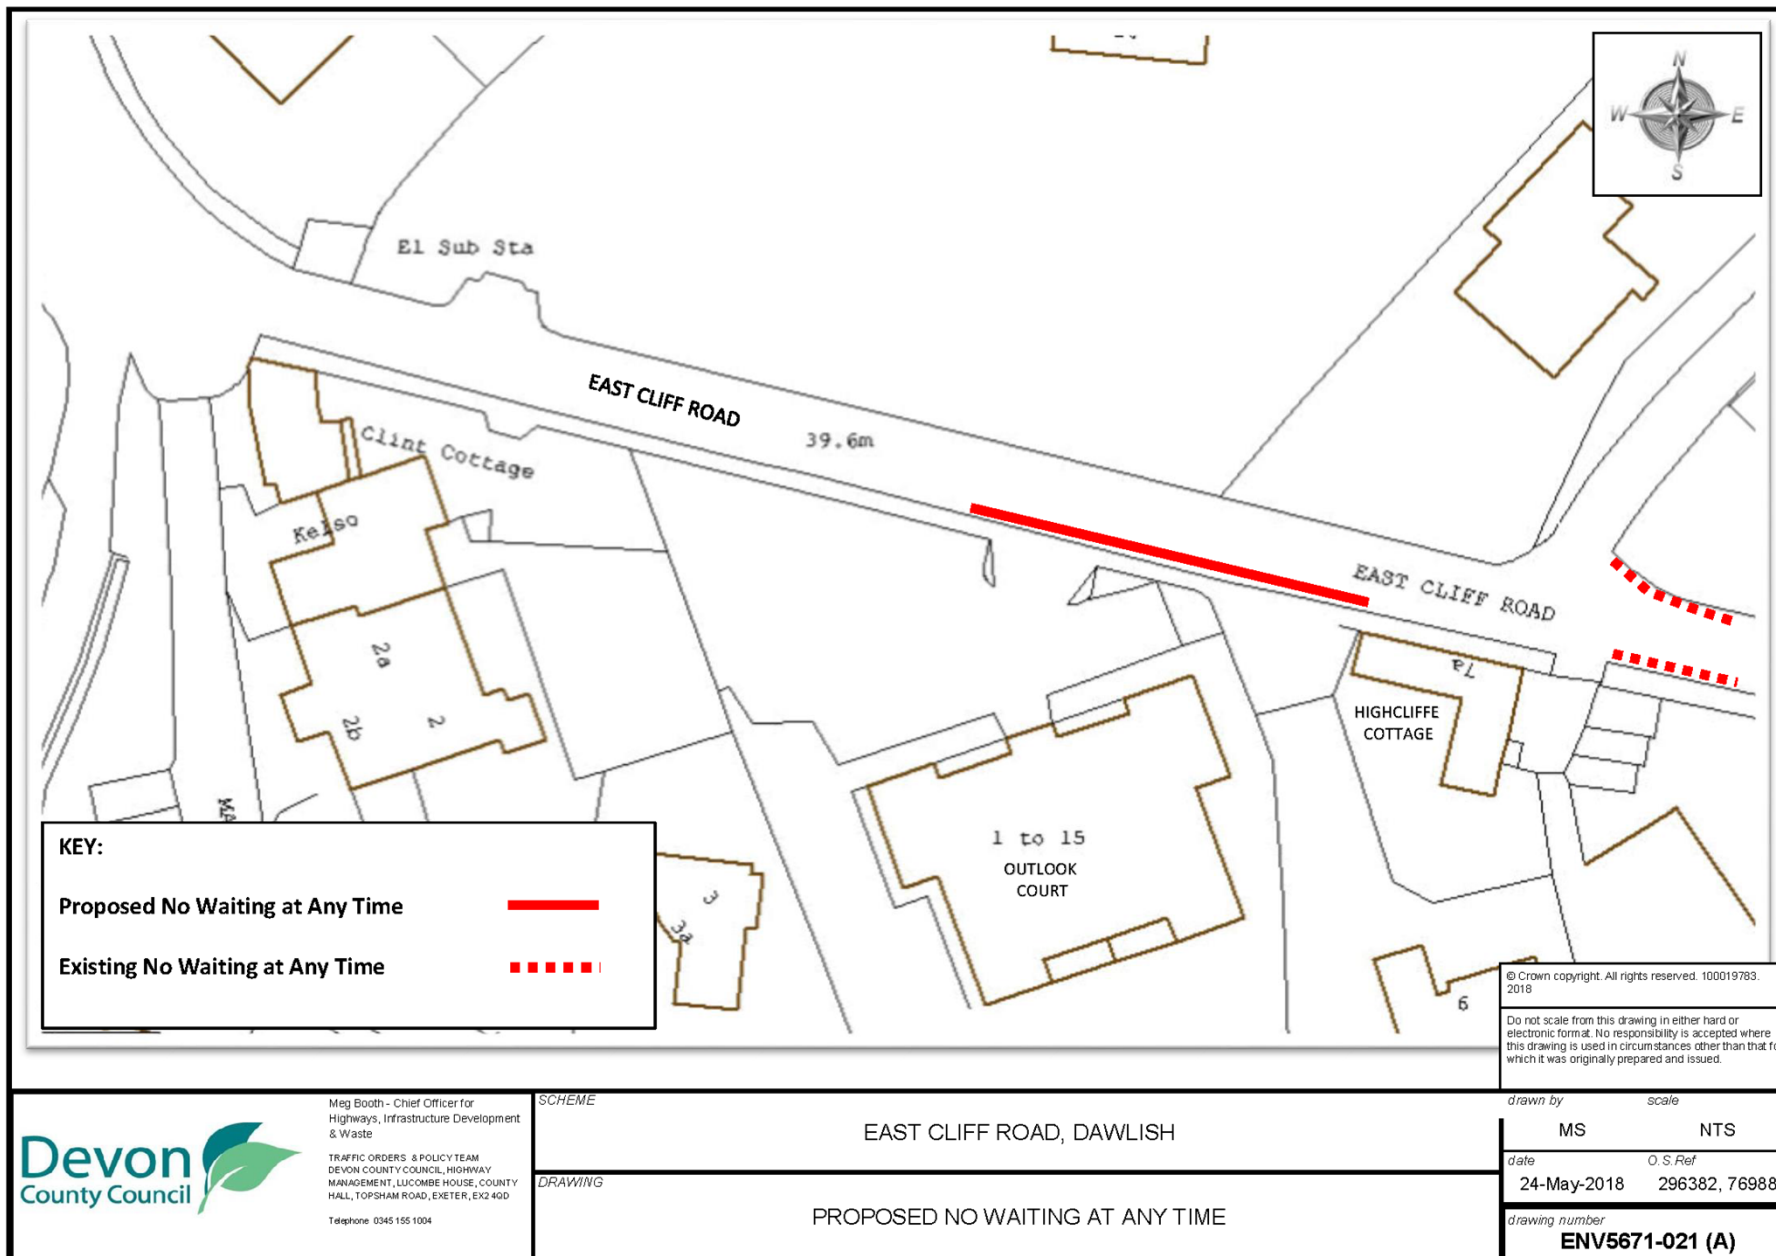 N
W E
S
El Sub Sta
EAST CLIFF ROAD
39.6m
Clint Cottage
Kelso
EAST CLIFF ROAD
2a
2b
2
7a
HIGHCLIFFE
COTTAGE
MA
1 to 15
OUTLOOK
COURT
3
3a
6
KEY:
Proposed No Waiting at Any Time
Existing No Waiting at Any Time
© Crown copyright. All rights reserved. 100019783.
2018
Do not scale from this drawing in either hard or
electronic format. No responsibility is accepted where
this drawing is used in circumstances other than that fo
which it was originally prepared and issued.
Devon
County Council
Meg Booth - Chief Officer for
Highways, Infrastructure Development
& Waste
TRAFFIC ORDERS & POLICY TEAM
DEVON COUNTY COUNCIL, HIGHWAY
MANAGEMENT, LUCOMBE HOUSE, COUNTY
HALL, TOPSHAM ROAD, EXETER, EX2 4QD
Telephone 0345 155 1004
SCHEME
EAST CLIFF ROAD, DAWLISH
DRAWING
PROPOSED NO WAITING AT ANY TIME
drawn by scale
MS NTS
date O.S.Ref
24-May-2018 296382, 76988
drawing number
ENV5671-021 (A)